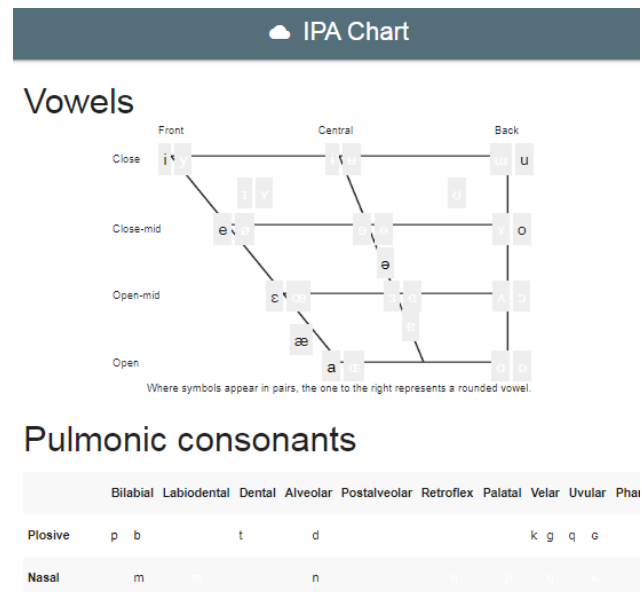 IPA Chart
Vowels
Front Central Back
Close i y ɨ ʉ ɯ u
ɪ ʏ ʊ
Close-mid e ø ɘ ɵ ɤ o
ə
Open-mid ɛ œ ɜ ɞ ʌ ɔ
æ ɐ
Open a ɶ ɑ ɒ
Where symbols appear in pairs, the one to the right represents a rounded vowel.
Pulmonic consonants
Bilabial Labiodental Dental Alveolar Postalveolar Retroflex Palatal Velar Uvular
Plosive p b t d k g q ɢ
Nasal m ɱ n ɳ ɲ ŋ ɴ